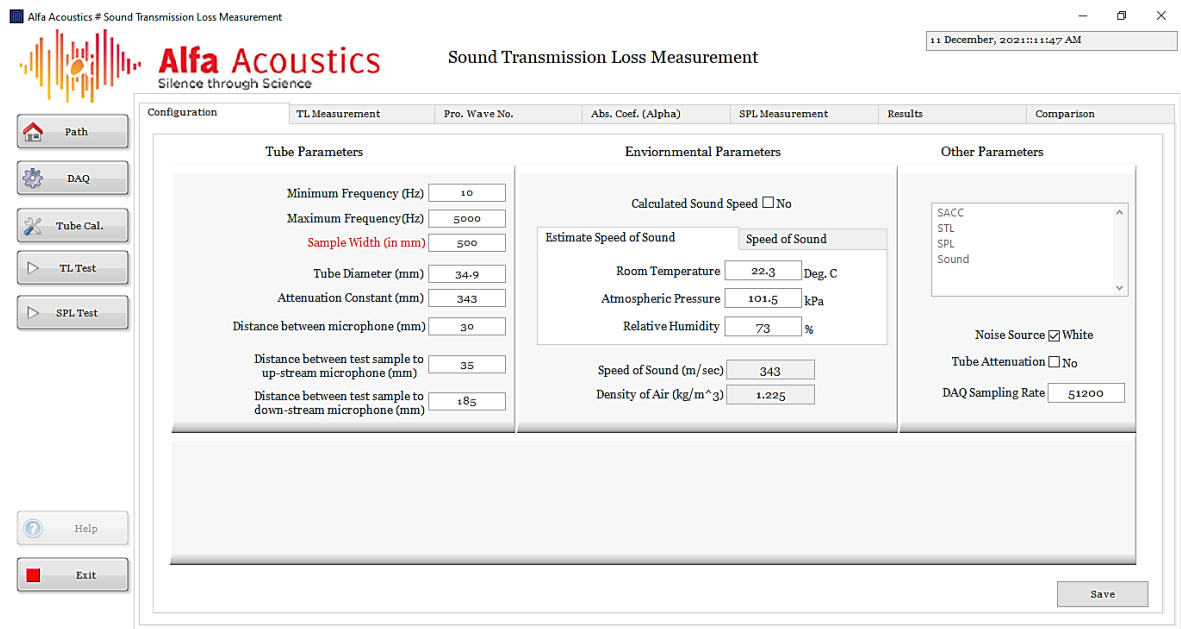 Alfa Acoustics # Sound Transmission Loss Measurement
11 December, 2021::11:47 AM
Alfa Acoustics
Silence through Science
Sound Transmission Loss Measurement
Configuration
TL Measurement
Pro. Wave No.
Abs. Coef. (Alpha)
SPL Measurement
Results
Comparison
Path
DAQ
Tube Cal.
TL Test
SPL Test
Help
Exit
Tube Parameters
Minimum Frequency (Hz) 10
Maximum Frequency(Hz) 5000
Sample Width (in mm) 500
Tube Diameter (mm) 34.9
Attenuation Constant (mm) 343
Distance between microphone (mm) 30
Distance between test sample to
up-stream microphone (mm) 35
Distance between test sample to
down-stream microphone (mm) 185
Enviornmental Parameters
Calculated Sound Speed No
Estimate Speed of Sound
Speed of Sound
Room Temperature 22.3 Deg. C
Atmospheric Pressure 101.5 kPa
Relative Humidity 73 %
Speed of Sound (m/sec) 343
Density of Air (kg/m^3) 1.225
Other Parameters
SACC
STL
SPL
Sound
Noise Source White
Tube Attenuation No
DAQ Sampling Rate 51200
Save